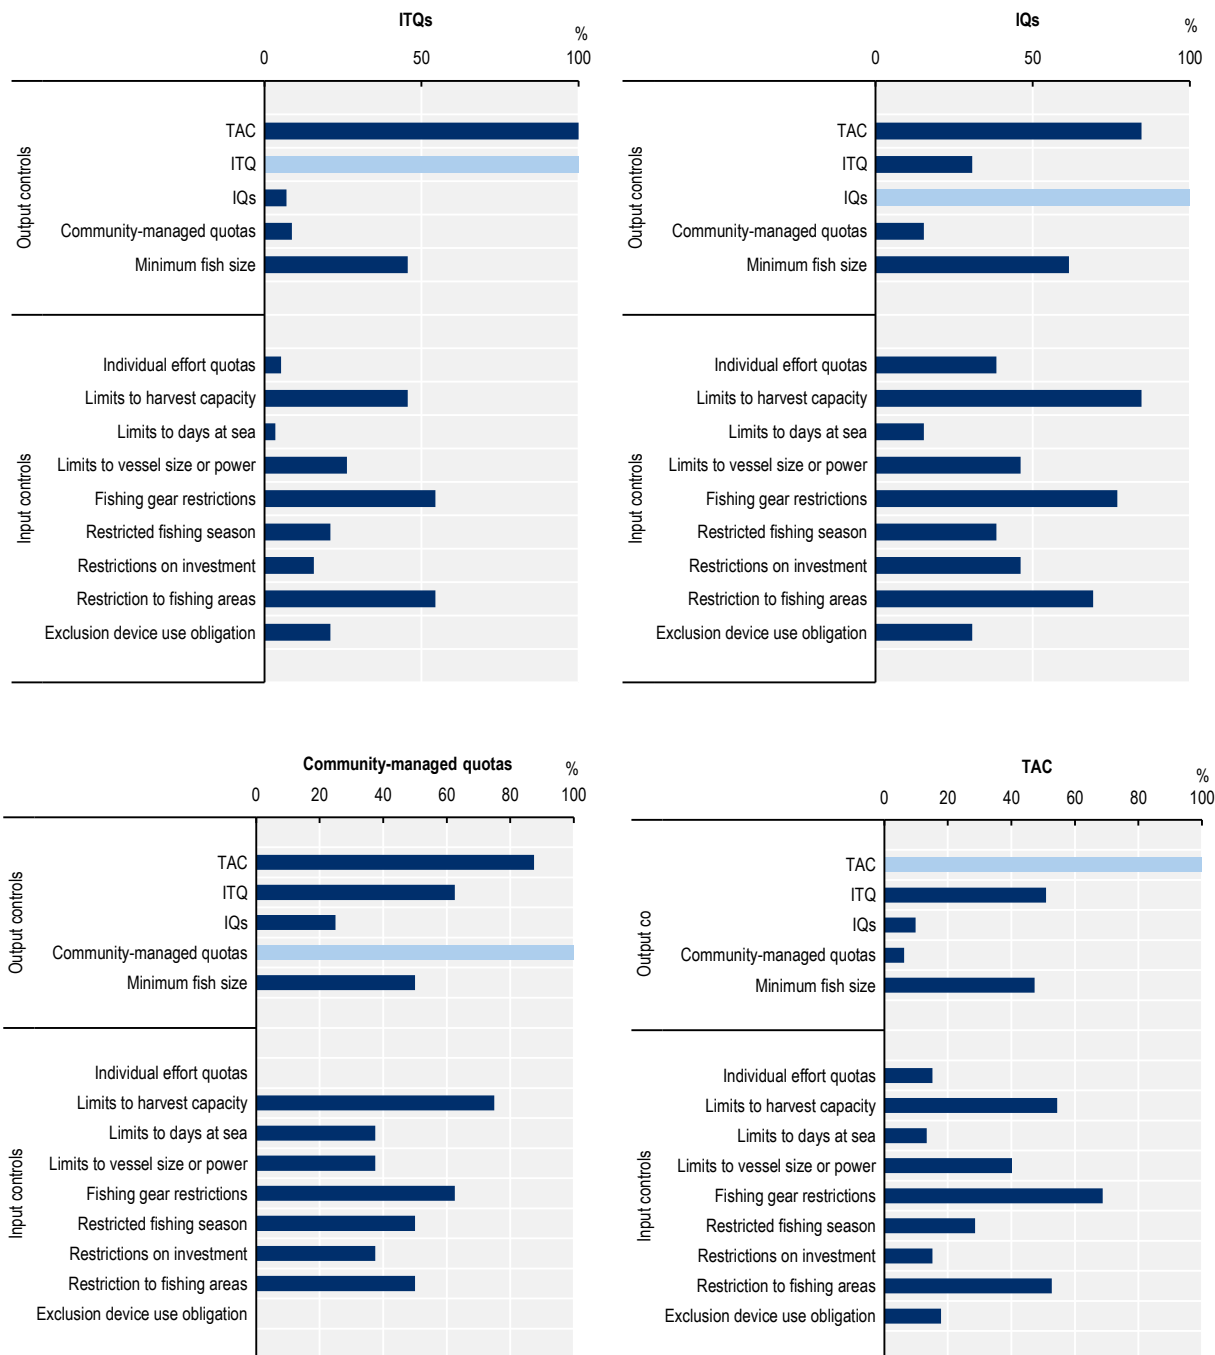 ITQs
%
0 50 100
Output controls
TAC
ITQ
IQs
Community-managed quotas
Minimum fish size
Input controls
Individual effort quotas
Limits to harvest capacity
Limits to days at sea
Limits to vessel size or power
Fishing gear restrictions
Restricted fishing season
Restrictions on investment
Restriction to fishing areas
Exclusion device use obligation
IQs
%
0 50 100
Output controls
TAC
ITQ
IQs
Community-managed quotas
Minimum fish size
Input controls
Individual effort quotas
Limits to harvest capacity
Limits to days at sea
Limits to vessel size or power
Fishing gear restrictions
Restricted fishing season
Restrictions on investment
Restriction to fishing areas
Exclusion device use obligation
Community-managed quotas
%
0 20 40 60 80 100
Output controls
TAC
ITQ
IQs
Community-managed quotas
Minimum fish size
Input controls
Individual effort quotas
Limits to harvest capacity
Limits to days at sea
Limits to vessel size or power
Fishing gear restrictions
Restricted fishing season
Restrictions on investment
Restriction to fishing areas
Exclusion device use obligation
TAC
%
0 20 40 60 80 100
Output co
TAC
ITQ
IQs
Community-managed quotas
Minimum fish size
Input controls
Individual effort quotas
Limits to harvest capacity
Limits to days at sea
Limits to vessel size or power
Fishing gear restrictions
Restricted fishing season
Restrictions on investment
Restriction to fishing areas
Exclusion device use obligation